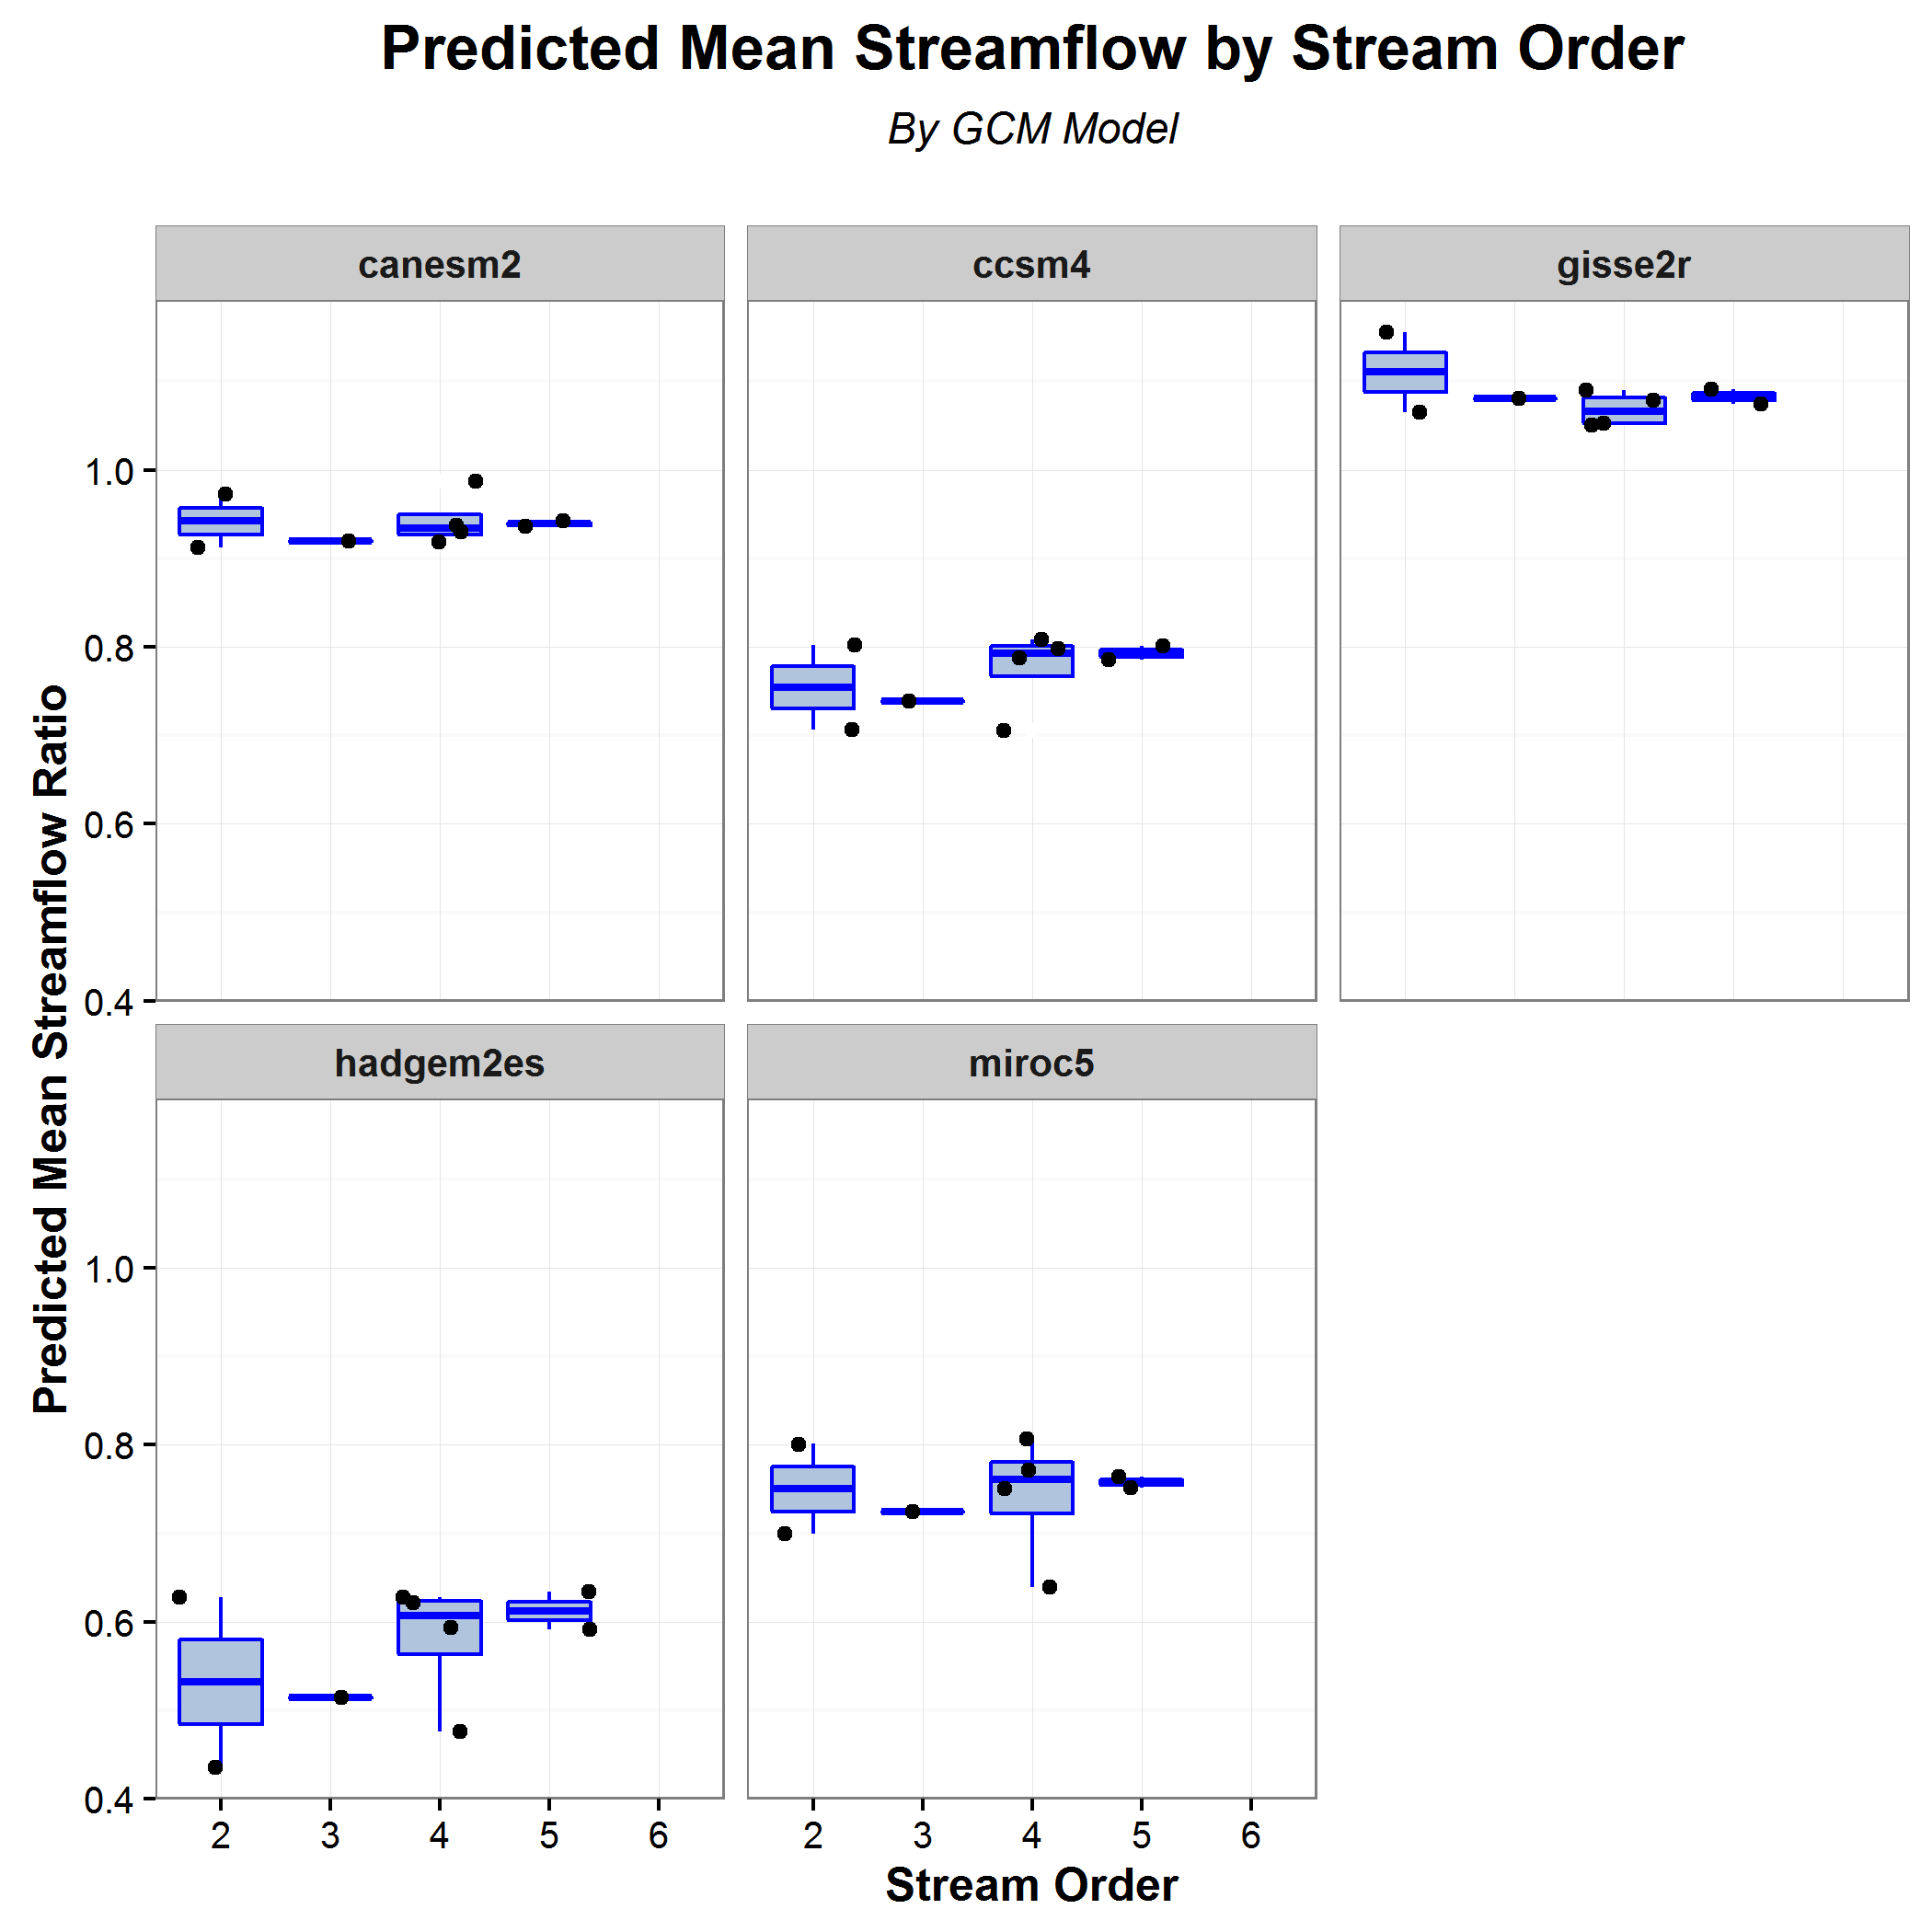 Predicted Mean Streamflow by Stream Order
By GCM Model
canesm2
ccsm4
gisse2r
1.0
0.8
0.6
0.4
Predicted Mean Streamflow Ratio
hadgem2es
miroc5
1.0
0.8
0.6
0.4
2 3 4 5 6
2 3 4 5 6
Stream Order